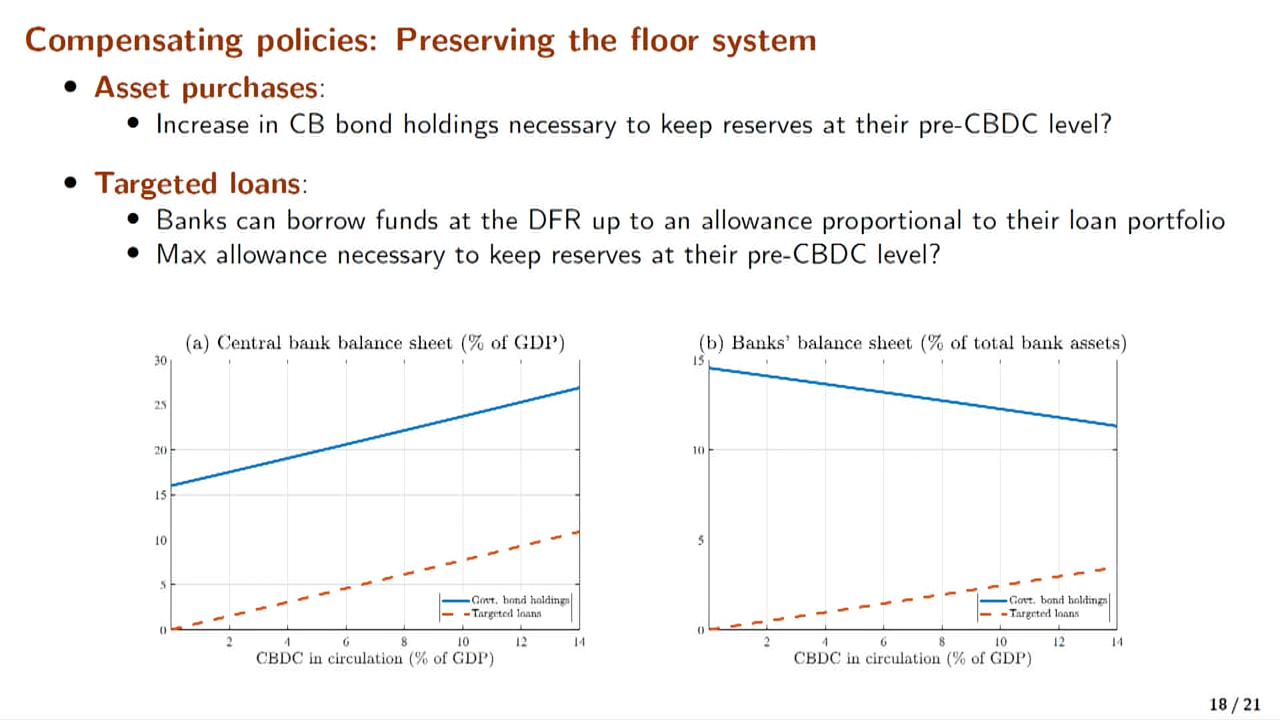 Compensating policies: Preserving the floor system
• Asset purchases:
• Increase in CB bond holdings necessary to keep reserves at their pre-CBDC level?
• Targeted loans:
• Banks can borrow funds at the DFR up to an allowance proportional to their loan portfolio
• Max allowance necessary to keep reserves at their pre-CBDC level?
(a) Central bank balance sheet (% of GDP)
30
25
20
15
10
5
0
2 4 6 8 10 12 14
CBDC in circulation (% of GDP)
Govt. bond holdings
Targeted loans
(b) Banks' balance sheet (% of total bank assets)
15
10
5
0
2 4 6 8 10 12 14
CBDC in circulation (% of GDP)
Govt. bond holdings
Targeted loans
18 / 21